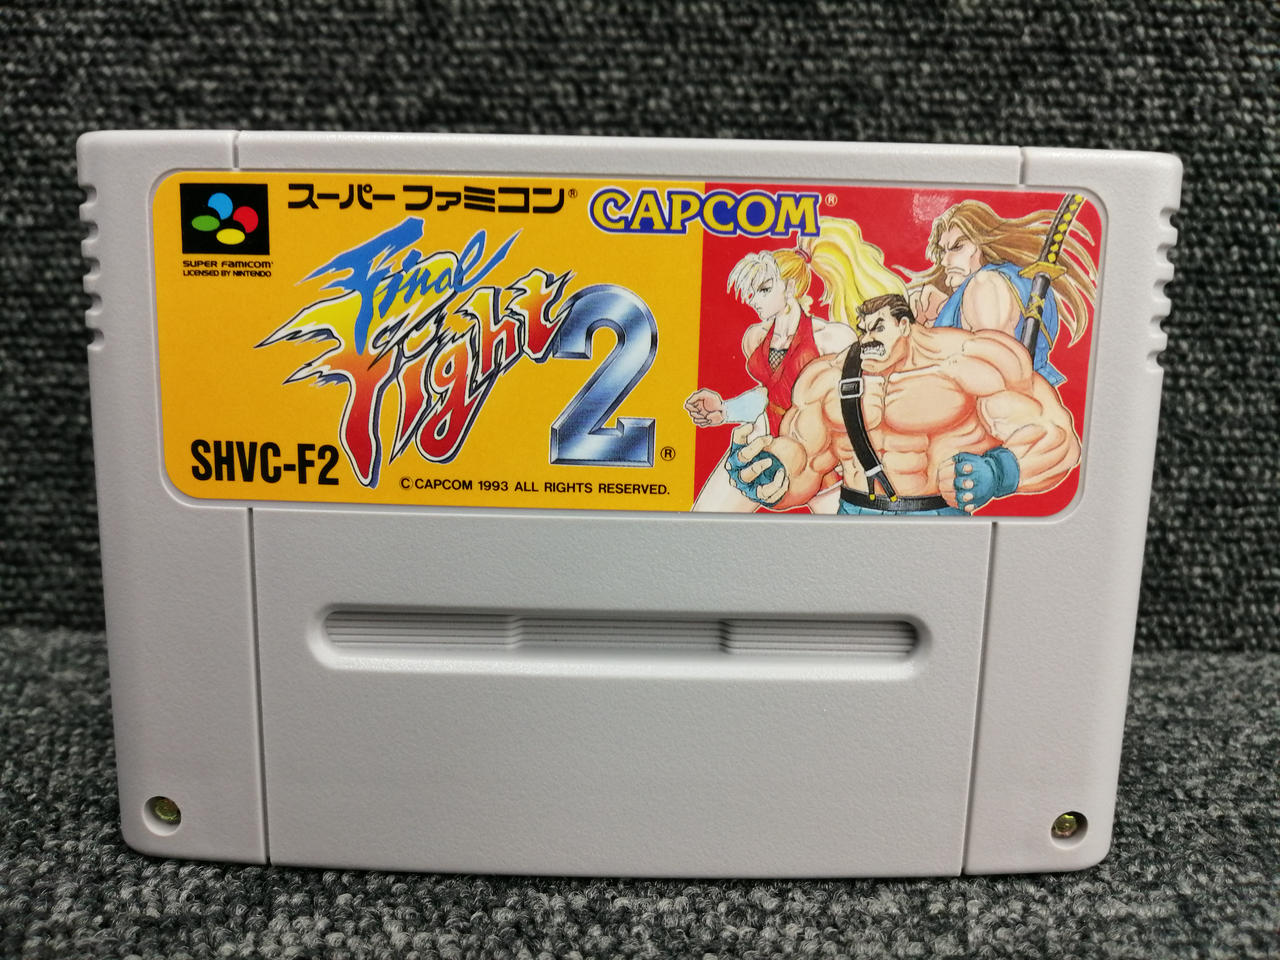 スーパーファミコン®
CAPCOM®
SUPER FAMICOM
LICENSED BY NINTENDO
Final
Fight 2®
SHVC-F2
©CAPCOM 1993 ALL RIGHTS RESERVED.